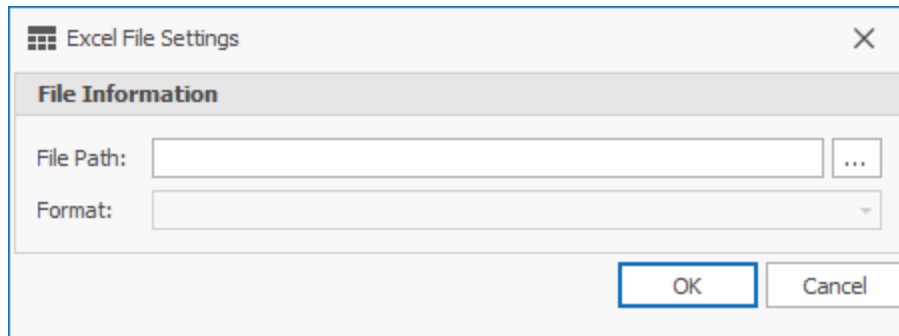 Excel File Settings
File Information
File Path: ...
Format:
OK Cancel